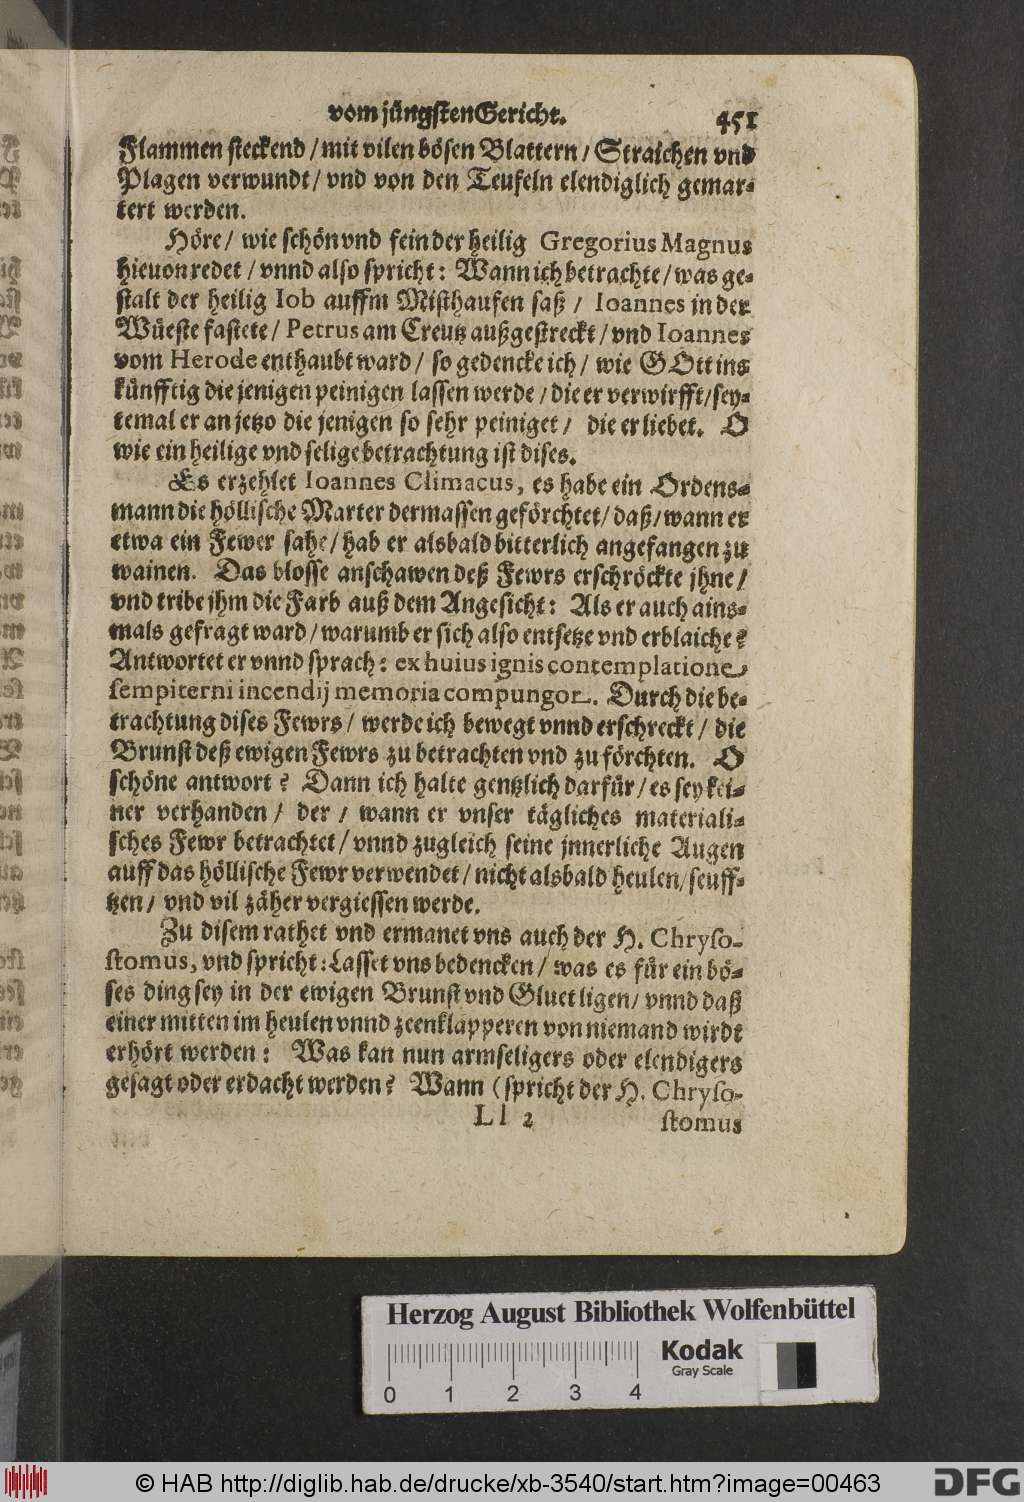 vom jüngsten Gericht. 451
Flammen steckend / mit vilen bösen Blattern / Straichen vnd
Plagen verwundt / vnd von den Teufeln elendiglich gemar-
tert werden.
Höre / wie schön vnd fein der heilig Gregorius Magnus
hieuon redet / vnnd also spricht: Wann ich betrachte / was ge-
stalt der heilig Iob auffm Misthaufen saß / Ioannes in der
Wüeste fastete / Petrus am Creutz außgestreckt / vnd Ioannes
vom Herode enthaubt ward / so gedencke ich / wie GOtt ins
künfftig die jenigen peinigen lassen werde / die er verwirfft / sey-
temal er an jetzo die jenigen so sehr peiniget / die er liebet. O
wie ein heilige vnd selige betrachtung ist dises.
Es erzehlet Ioannes Climacus, es habe ein Ordens-
mann die höllische Marter dermassen geförchtet / daß / wann er
etwa ein Fewer sahe / hab er alsbald bitterlich angefangen zu
wainen. Das blosse anschawen deß Fewrs erschröckte jhne /
vnd tribe jhm die Farb auß dem Angesicht: Als er auch ains-
mals gefragt ward / warumb er sich also entsetze vnd erblaiche?
Antwortet er vnnd sprach: ex huius ignis contemplatione
sempiterni incendij memoria compungor. Durch die be-
trachtung dises Fewrs / werde ich bewegt vnnd erschreckt / die
Brunst deß ewigen Fewrs zu betrachten vnd zu förchten. O
schöne antwort? Dann ich halte gentzlich darfür / es sey kei-
ner verhanden / der / wann er vnser tägliches materiali-
sches Fewr betrachtet / vnnd zugleich seine jnnerliche Augen
auff das höllische Fewr verwendet / nicht alsbald heulen / seuff-
tzen / vnd vil zäher vergiessen werde.
Zu disem rathet vnd ermanet vns auch der H. Chryso-
stomus, vnd spricht: Lasset vns bedencken / was es für ein bö-
ses ding sey in der ewigen Brunst vnd Gluet ligen / vnnd daß
einer mitten im heulen vnnd zeenklapperen von niemand wirdt
erhört werden: Was kan nun armseligers oder elendigers
gesagt oder erdacht werden? Wann (spricht der H. Chryso-
Ll 2 stomus
Herzog August Bibliothek Wolfenbüttel
Kodak
Gray Scale
0 1 2 3 4
© HAB http://diglib.hab.de/drucke/xb-3540/start.htm?image=00463
DFG